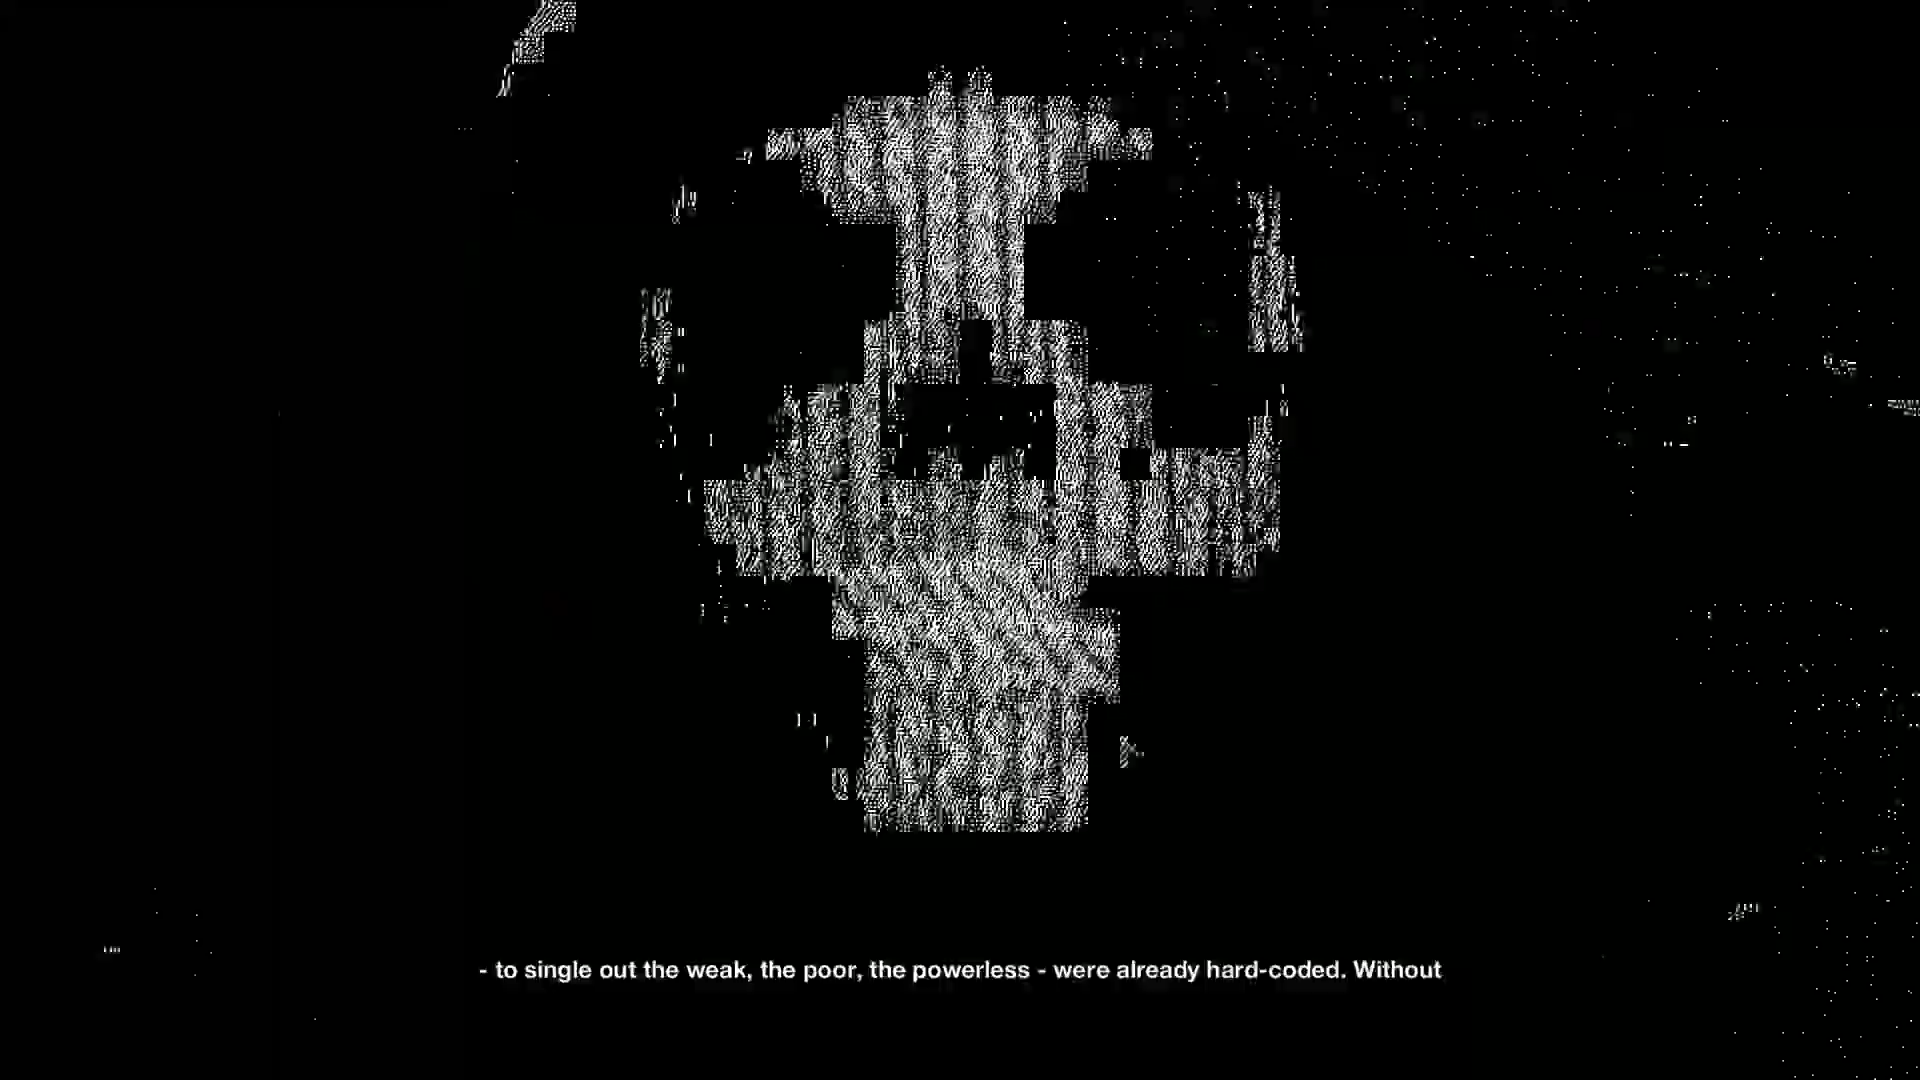 - to single out the weak, the poor, the powerless - were already hard-coded. Without